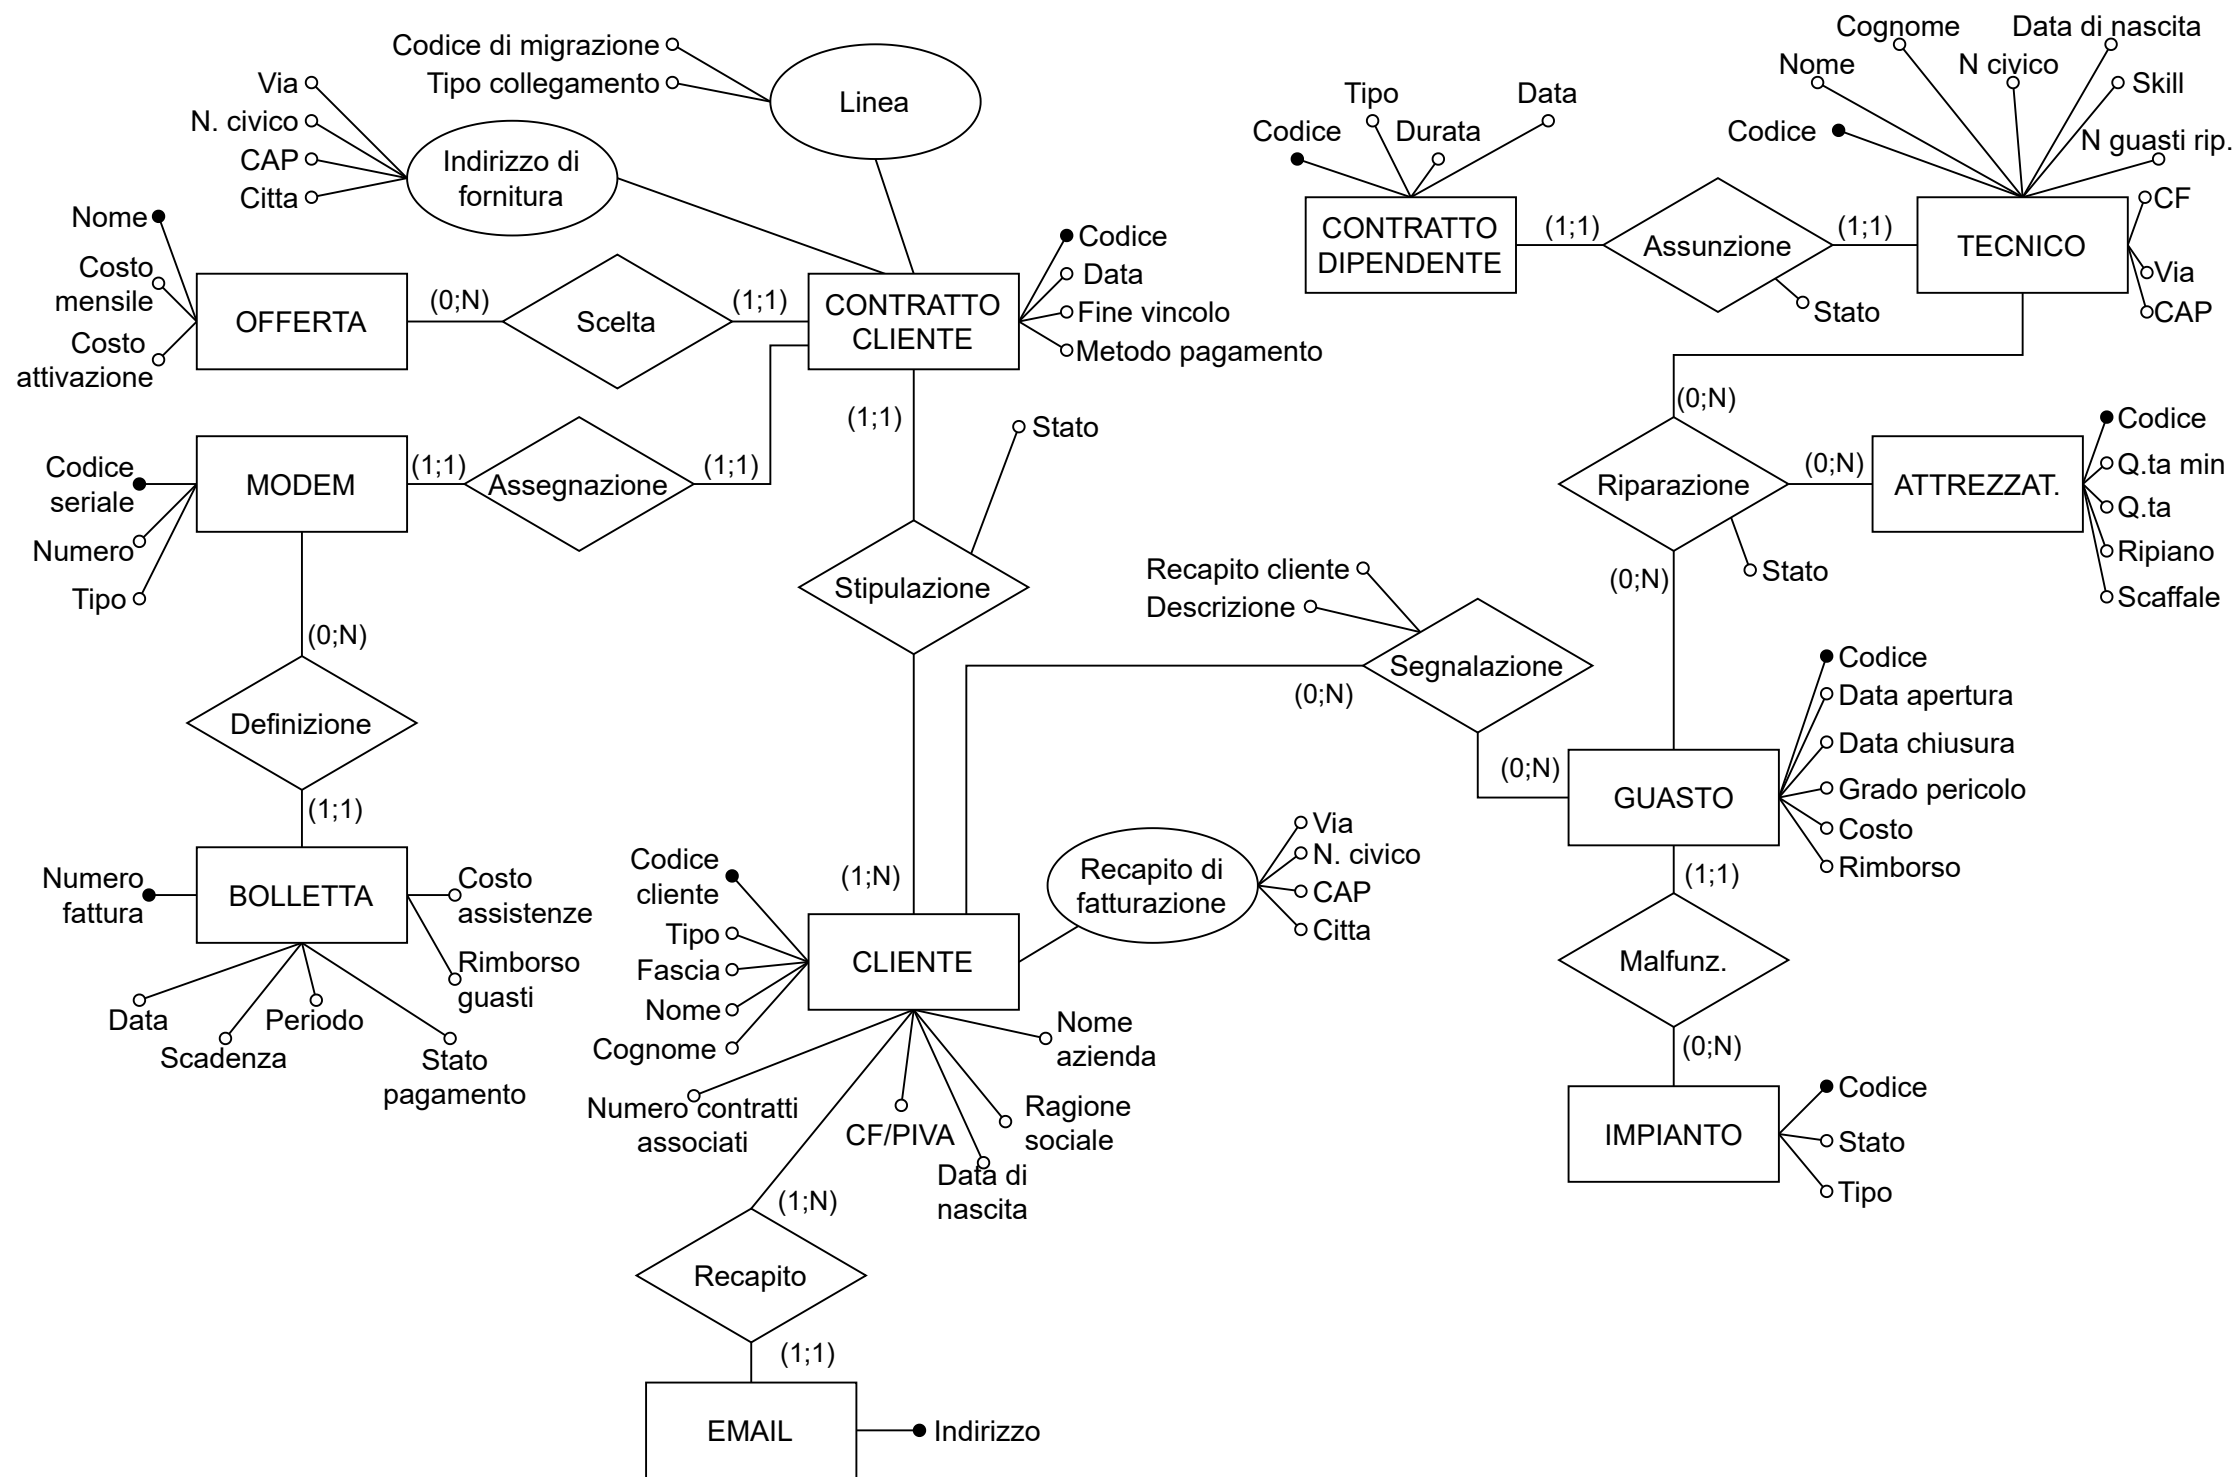 Codice di migrazione
Tipo collegamento
Linea
Via
N. civico
CAP
Citta
Indirizzo di
fornitura
Nome
Costo
mensile
Costo
attivazione
OFFERTA
(0;N)
Scelta
(1;1)
CONTRATTO
CLIENTE
Codice
Data
Fine vincolo
Metodo pagamento
Codice
Tipo
Durata
Data
CONTRATTO
DIPENDENTE
(1;1)
Assunzione
(1;1)
Stato
Cognome
Data di nascita
Nome
N civico
Skill
Codice
N guasti rip.
TECNICO
CF
Via
CAP
Codice
seriale
Numero
Tipo
MODEM
(1;1)
Assegnazione
(1;1)
(1;1)
Stato
Stipulazione
(1;N)
(0;N)
Riparazione
(0;N)
ATTREZZAT.
Codice
Q.ta min
Q.ta
Ripiano
Scaffale
Stato
(0;N)
Recapito cliente
Descrizione
Segnalazione
(0;N)
(0;N)
GUASTO
Codice
Data apertura
Data chiusura
Grado pericolo
Costo
Rimborso
(0;N)
Definizione
(1;1)
Numero
fattura
BOLLETTA
Costo
assistenze
Rimborso
guasti
Data
Scadenza
Periodo
Stato
pagamento
Codice
cliente
Tipo
Fascia
Nome
Cognome
Numero contratti
associati
CLIENTE
Recapito di
fatturazione
Via
N. civico
CAP
Citta
Nome
azienda
Ragione
sociale
CF/PIVA
Data di
nascita
(1;1)
Malfunz.
(0;N)
IMPIANTO
Codice
Stato
Tipo
(1;N)
Recapito
(1;1)
EMAIL
Indirizzo